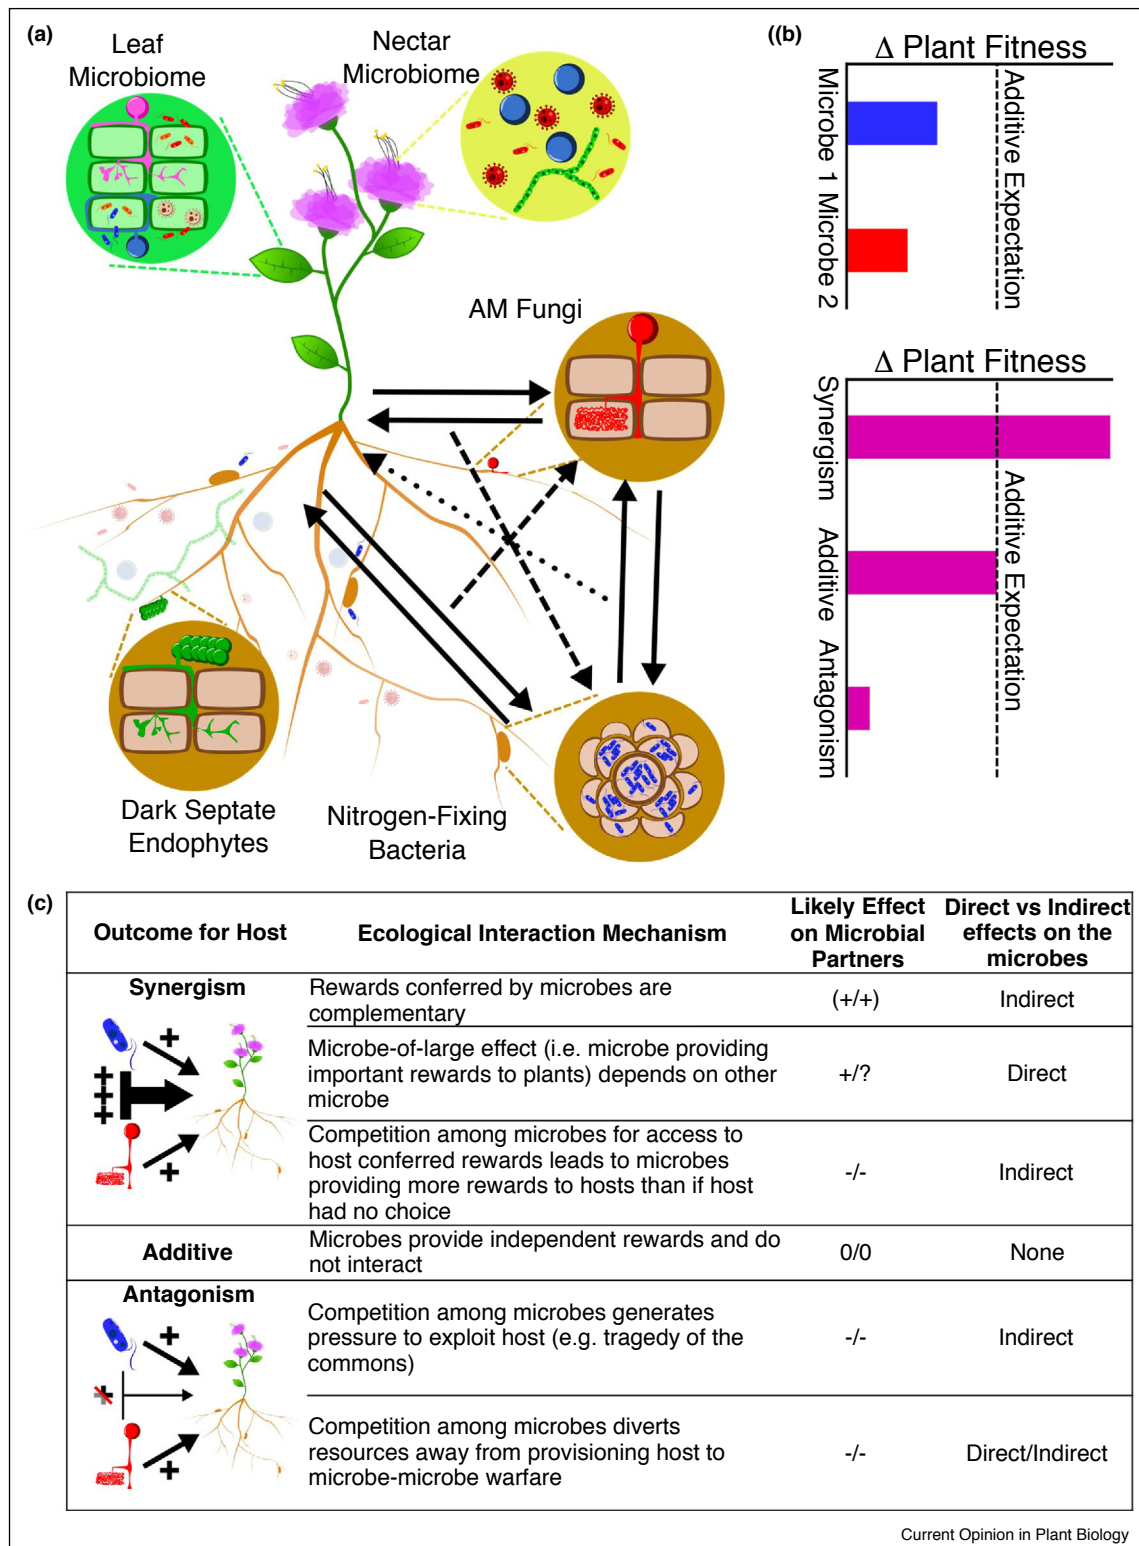 (a)
Leaf
Microbiome
Nectar
Microbiome
AM Fungi
Dark Septate
Endophytes
Nitrogen-Fixing
Bacteria
((b)
Δ Plant Fitness
Microbe 1
Microbe 2
Additive Expectation
Δ Plant Fitness
Synergism
Additive
Antagonism
Additive Expectation
(c)
Outcome for Host
Ecological Interaction Mechanism
Likely Effect
on Microbial
Partners
Direct vs Indirect
effects on the
microbes
Synergism
+
+
+
+
+
Rewards conferred by microbes are
complementary
(+/+)
Indirect
Microbe-of-large effect (i.e. microbe providing
important rewards to plants) depends on other
microbe
+/?
Direct
Competition among microbes for access to
host conferred rewards leads to microbes
providing more rewards to hosts than if host
had no choice
-/-
Indirect
Additive
Microbes provide independent rewards and do
not interact
0/0
None
Antagonism
+
+
+
Competition among microbes generates
pressure to exploit host (e.g. tragedy of the
commons)
-/-
Indirect
Competition among microbes diverts
resources away from provisioning host to
microbe-microbe warfare
-/-
Direct/Indirect
Current Opinion in Plant Biology